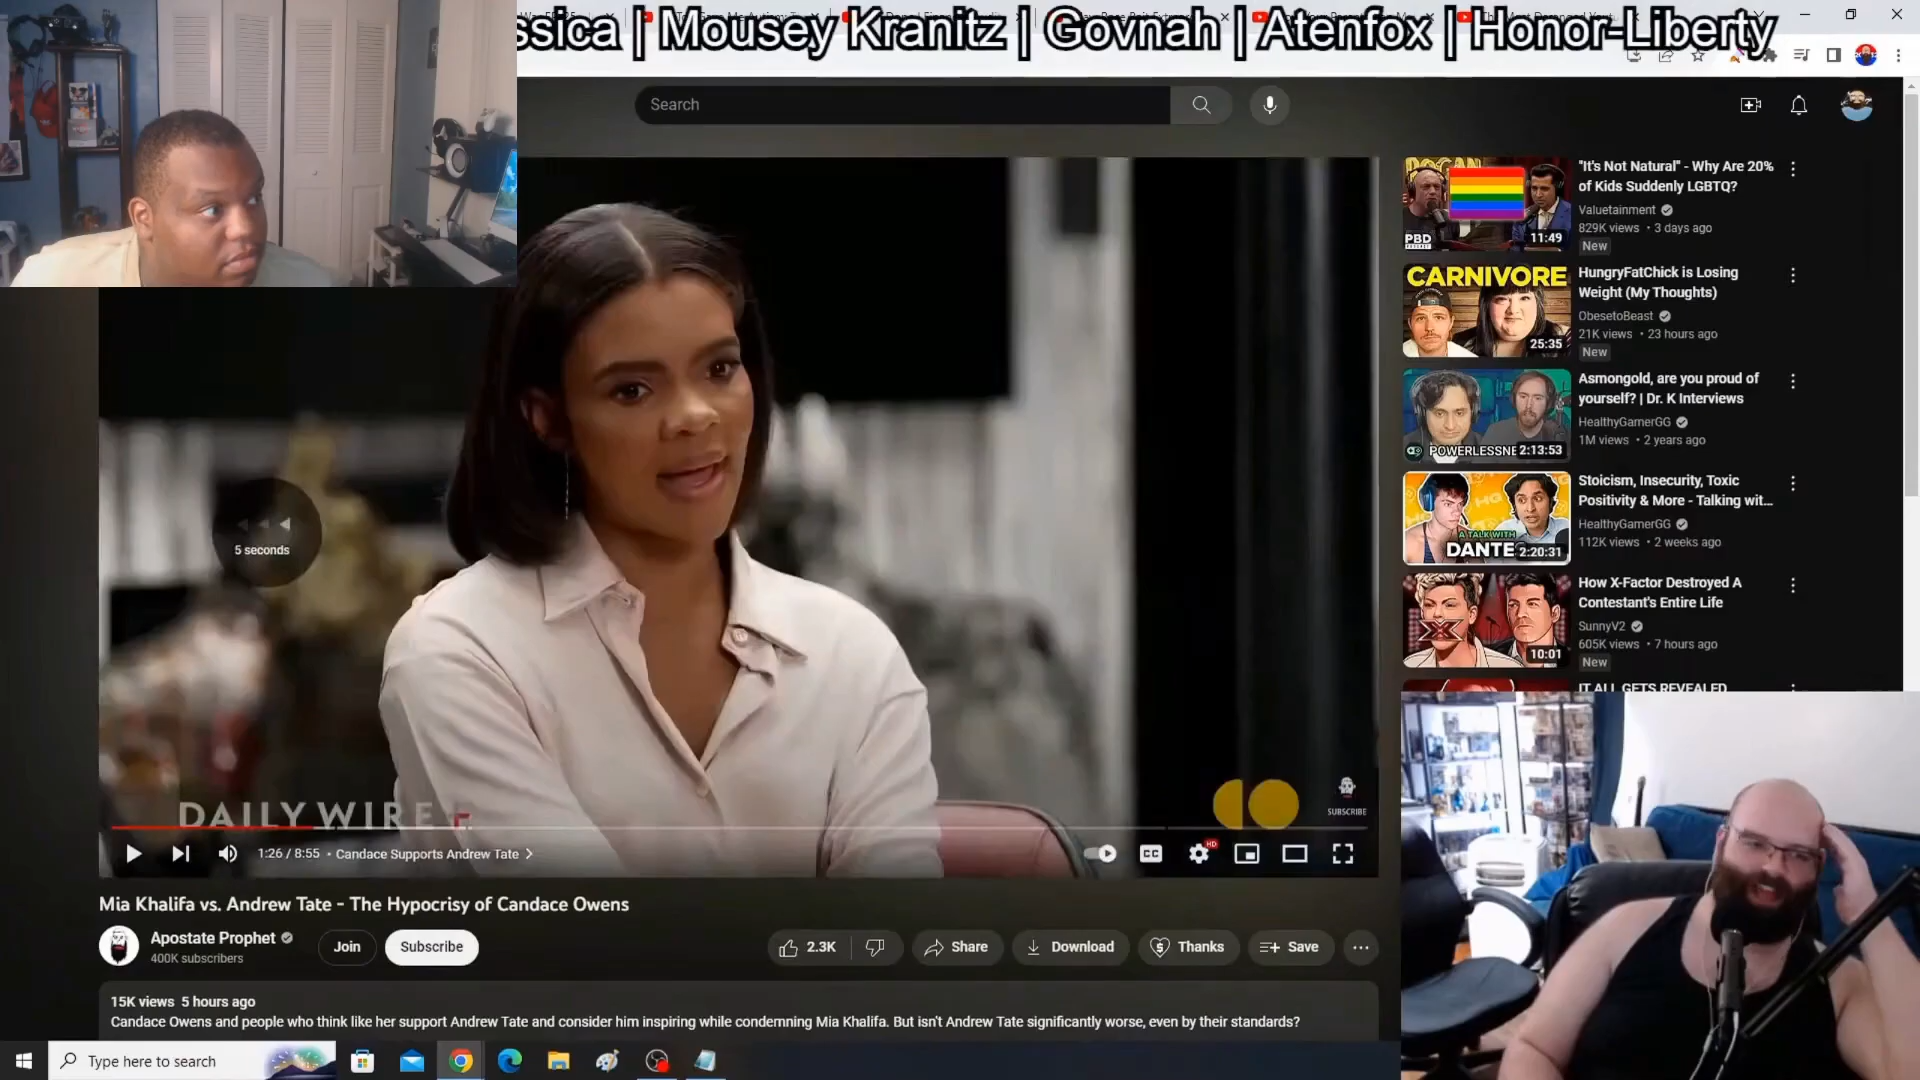 ssica | Mousey Kranitz | Govnah | Atenfox | Honor-Liberty
Search
5 seconds
DAILY WIRE
SUBSCRIBE
1:26 / 8:55 • Candace Supports Andrew Tate
CC
HD
Mia Khalifa vs. Andrew Tate - The Hypocrisy of Candace Owens
Apostate Prophet
400K subscribers
Join
Subscribe
2.3K
Share
Download
Thanks
Save
15K views 5 hours ago
Candace Owens and people who think like her support Andrew Tate and consider him inspiring while condemning Mia Khalifa. But isn't Andrew Tate significantly worse, even by their standards?
PBD
11:49
"It's Not Natural" - Why Are 20%
of Kids Suddenly LGBTQ?
Valuetainment
829K views • 3 days ago
New
CARNIVORE
25:35
HungryFatChick is Losing
Weight (My Thoughts)
ObesetoBeast
21K views • 23 hours ago
New
POWERLESSNE
2:13:53
Asmongold, are you proud of
yourself? | Dr. K Interviews
HealthyGamerGG
1M views • 2 years ago
A TALK WITH
DANTE
2:20:31
Stoicism, Insecurity, Toxic
Positivity & More - Talking wit...
HealthyGamerGG
112K views • 2 weeks ago
10:01
How X-Factor Destroyed A
Contestant's Entire Life
SunnyV2
605K views • 7 hours ago
New
IT ALL GETS REVEALED
Type here to search